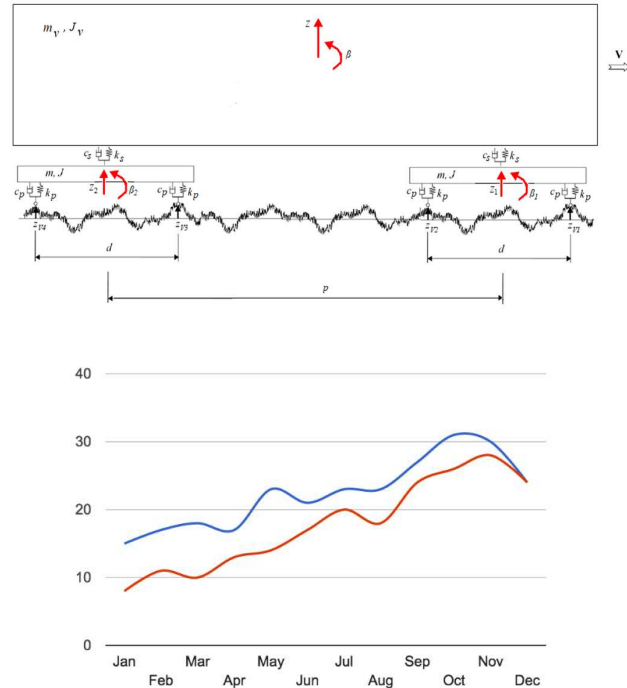 m_v , J_v
z
β
V
c_s k_s
c_s k_s
m, J
m, J
c_p k_p
z_2
β_2
c_p k_p
c_p k_p
z_1
β_1
c_p k_p
z_V4
z_V3
z_V2
z_V1
d
d
p
40
30
20
10
0
Jan
Mar
May
Jul
Sep
Nov
Feb
Apr
Jun
Aug
Oct
Dec